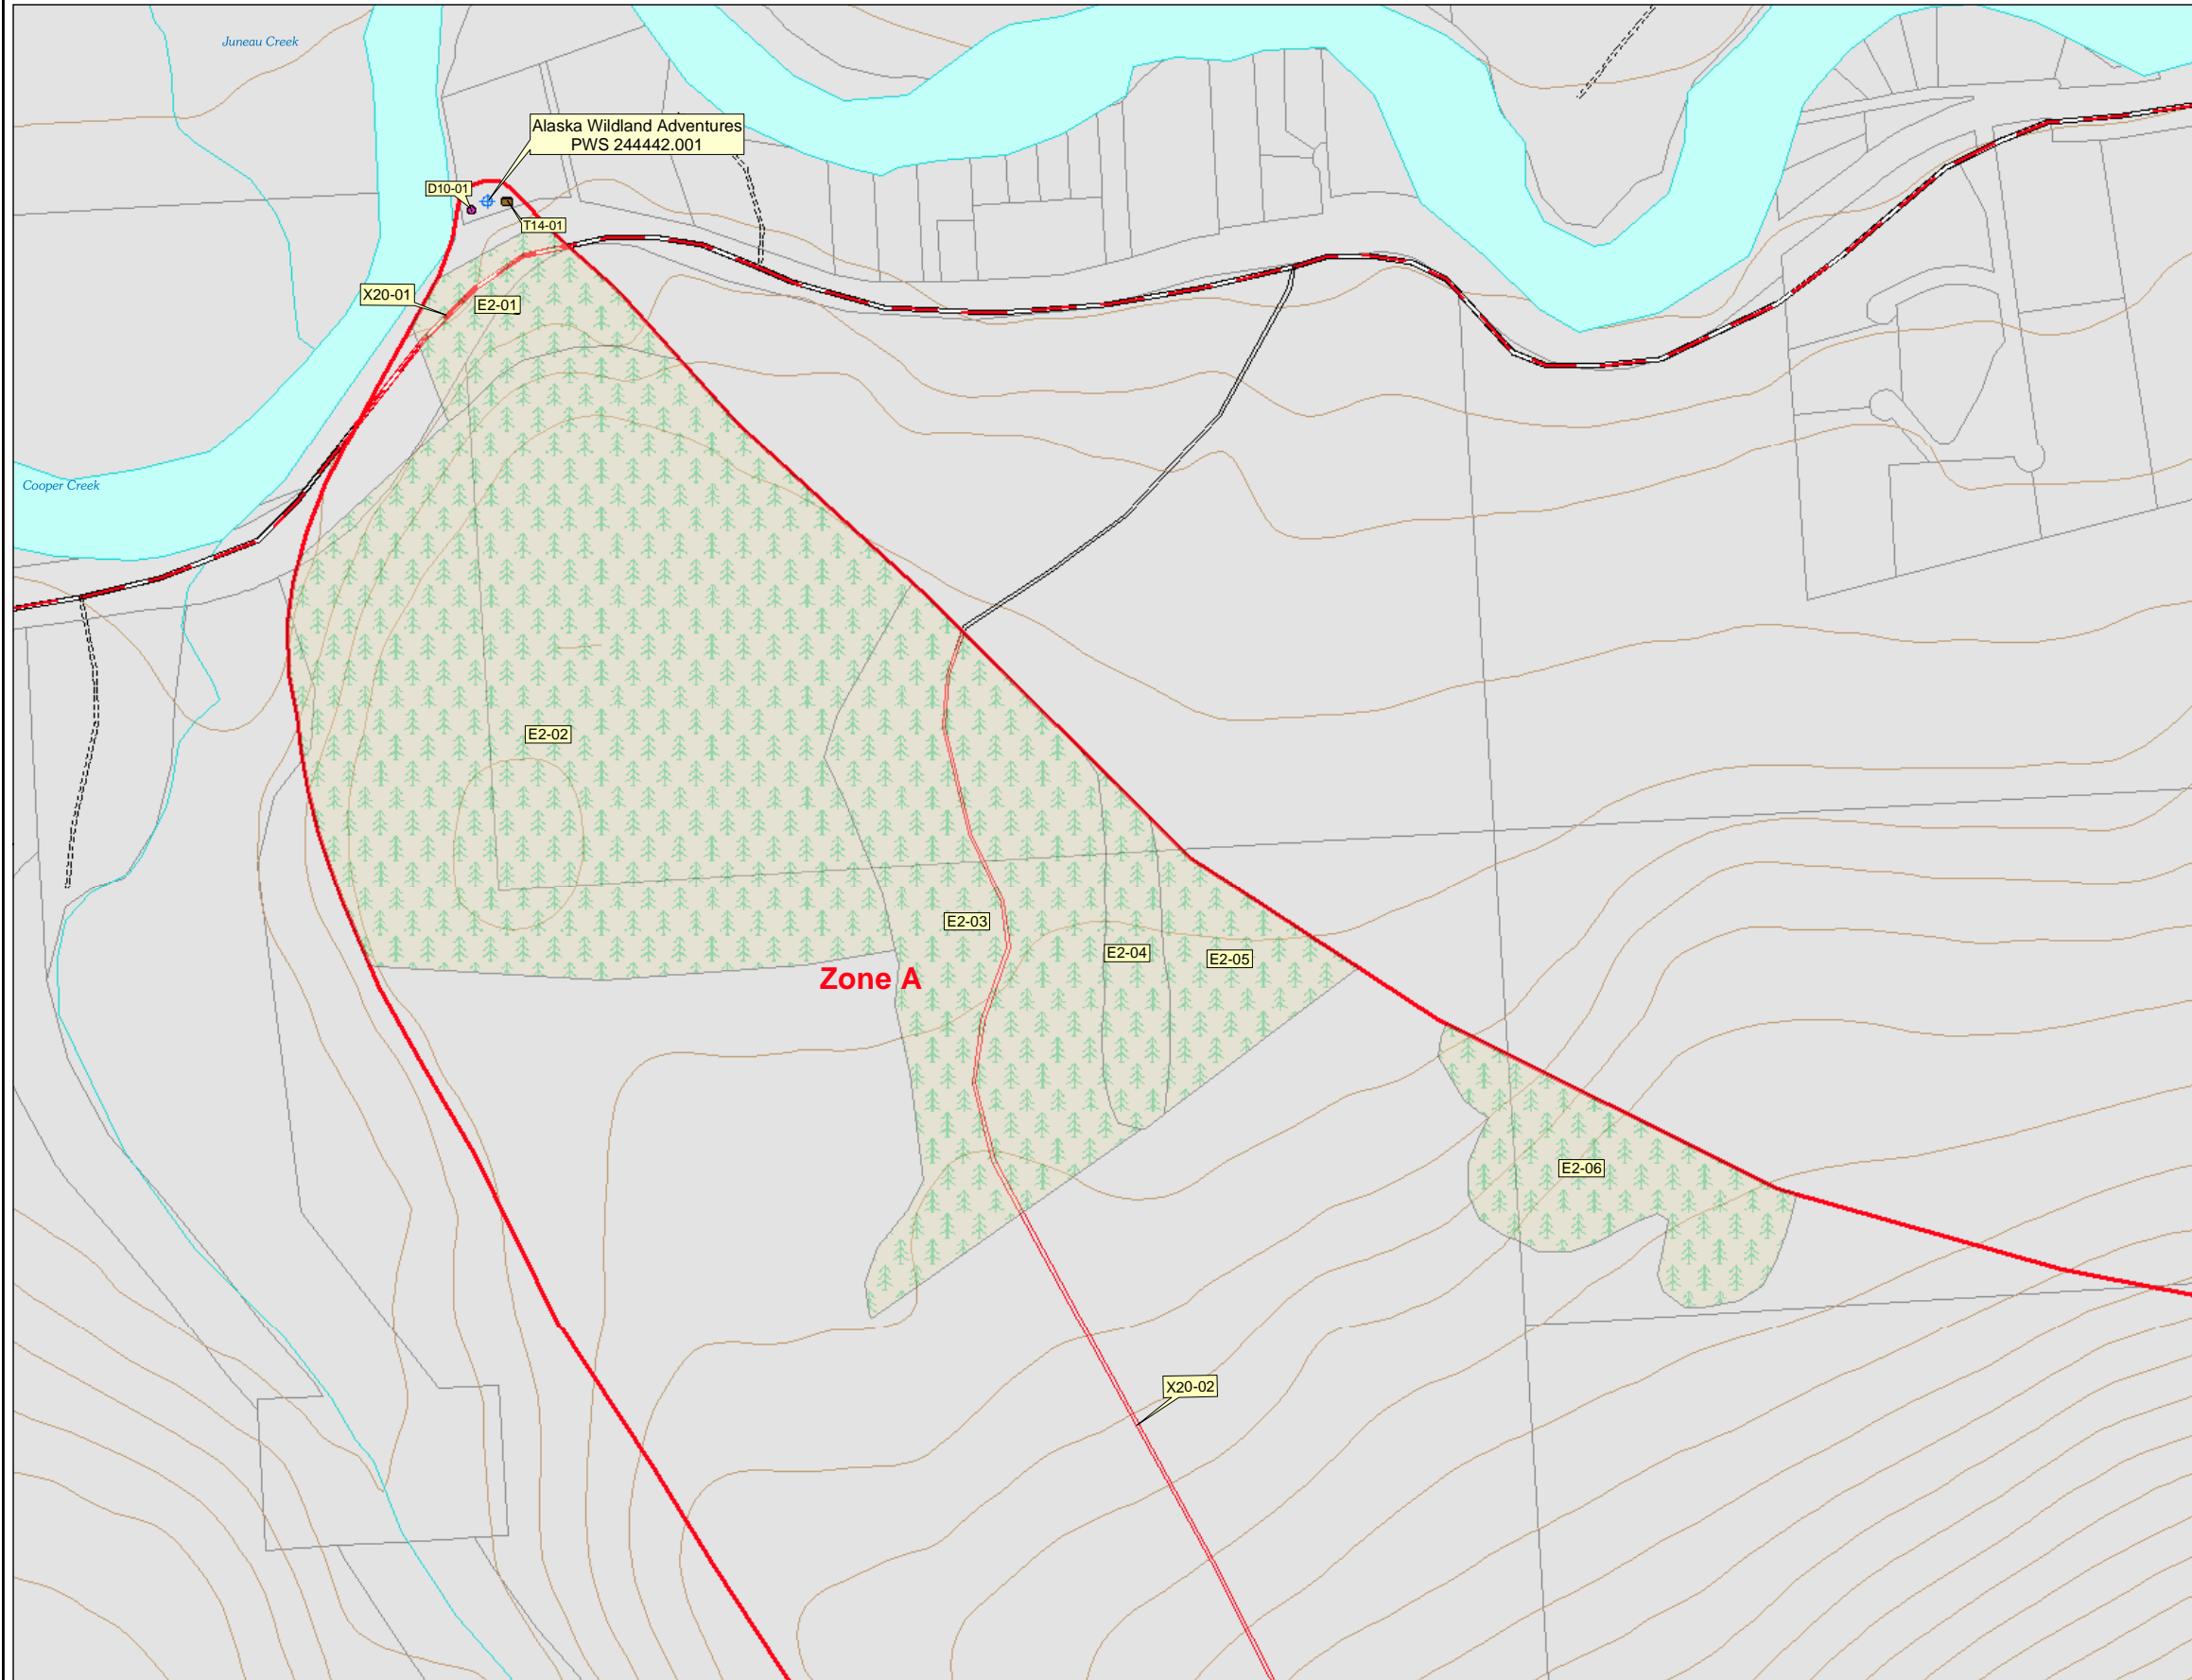 Juneau Creek
Alaska Wildland Adventures
PWS 244442.001
D10-01
T14-01
X20-01
E2-01
Cooper Creek
E2-02
E2-03
E2-04
E2-05
Zone A
E2-06
X20-02